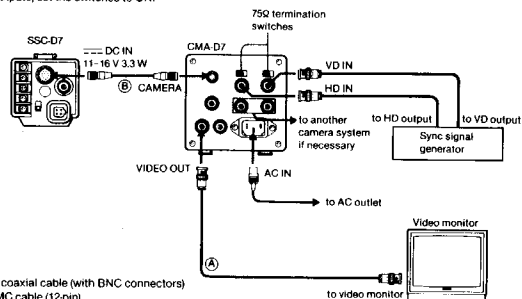 75Ω termination
switches
SSC-D7
DC IN
11–16 V 3.3 W
CMA-D7
VD IN
Ⓑ
CAMERA
HD IN
to another
camera system
if necessary
to HD output
to VD output
Sync signal
generator
VIDEO OUT
AC IN
to AC outlet
Video monitor
Ⓐ
coaxial cable (with BNC connectors)
MC cable (12-pin)
to video monitor